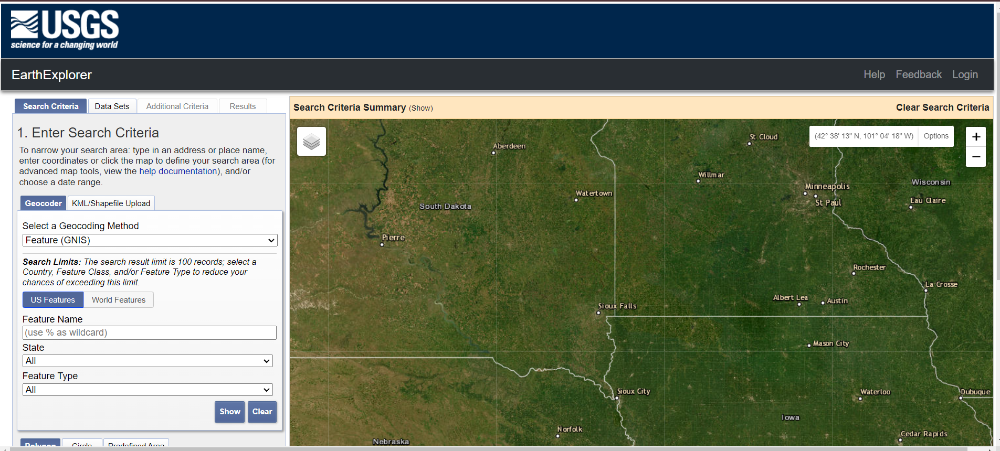 USGS
science for a changing world
EarthExplorer
Help Feedback Login
Search Criteria Data Sets Additional Criteria Results
1. Enter Search Criteria
To narrow your search area: type in an address or place name,
enter coordinates or click the map to define your search area (for
advanced map tools, view the help documentation), and/or
choose a date range.
Geocoder KML/Shapefile Upload
Select a Geocoding Method
Feature (GNIS)
Search Limits: The search result limit is 100 records; select a
Country, Feature Class, and/or Feature Type to reduce your
chances of exceeding this limit.
US Features World Features
Feature Name
(use % as wildcard)
State
All
Feature Type
All
Show Clear
Polygon Circle Predefined Area
Search Criteria Summary (Show) Clear Search Criteria
(42° 38' 13" N, 101° 04' 18" W) Options
+
−
St Cloud
Aberdeen
Willmar
Wisconsin
Minneapolis
Watertown
St Paul
Eau Claire
South Dakota
Pierre
Rochester
La Crosse
Albert Lea
Austin
Sioux Falls
Mason City
Sioux City
Waterloo
Dubuque
Iowa
Norfolk
Cedar Rapids
Nebraska